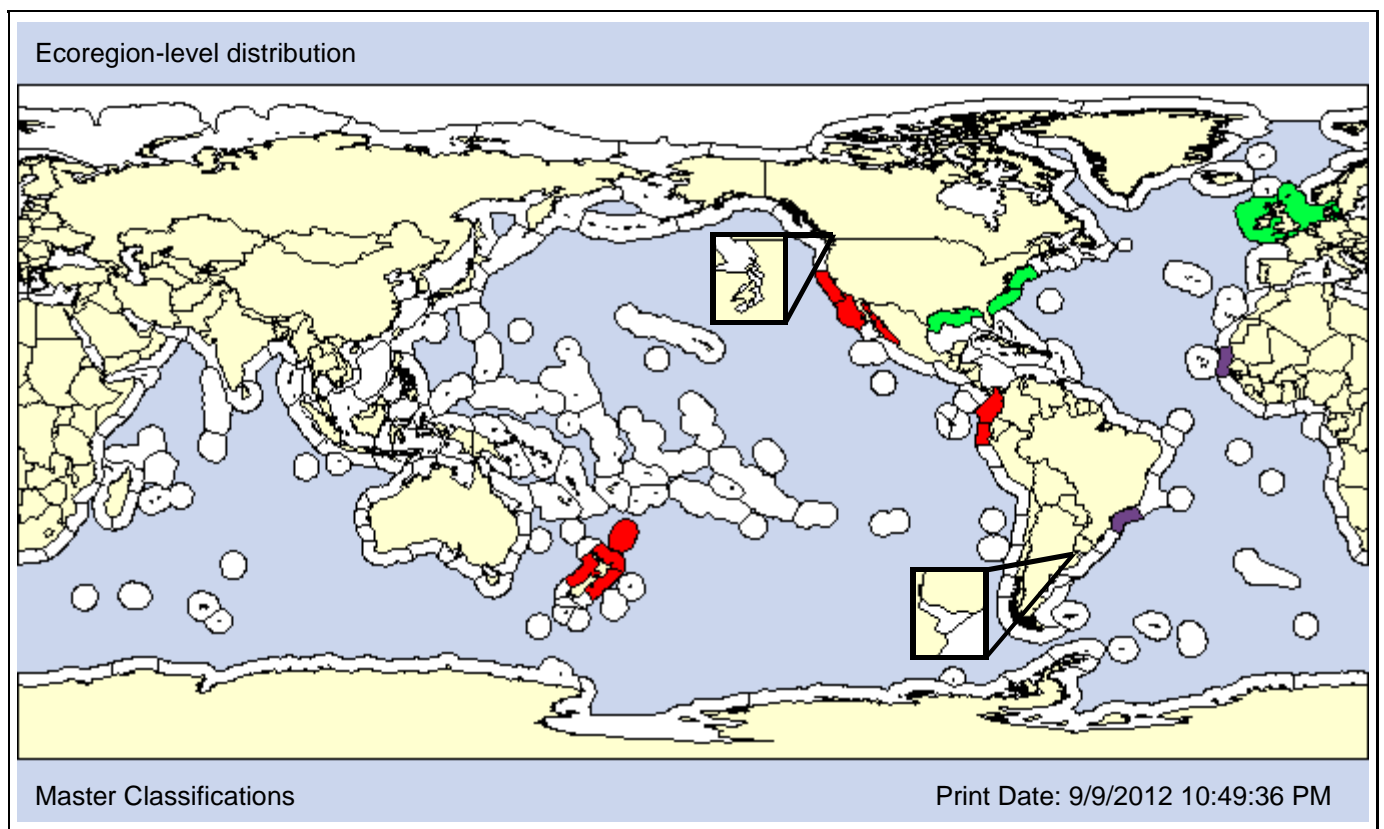 Ecoregion-level distribution
Master Classifications
Print Date: 9/9/2012 10:49:36 PM